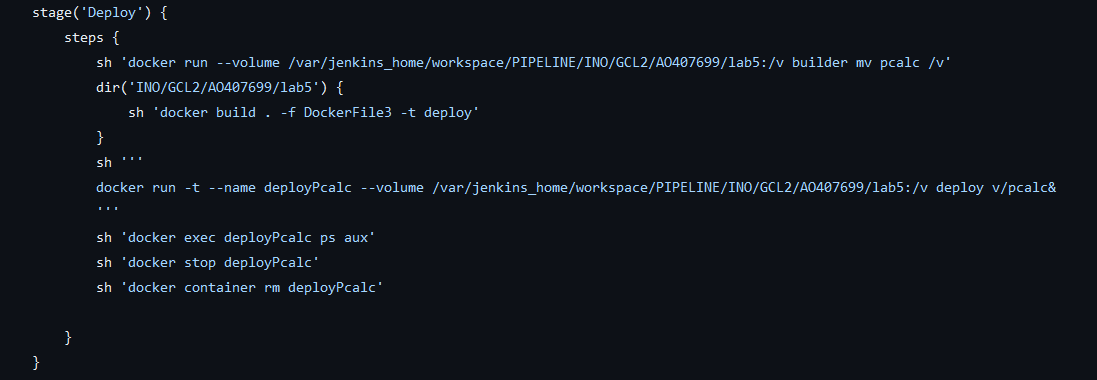 stage('Deploy') {
    steps {
        sh 'docker run --volume /var/jenkins_home/workspace/PIPELINE/INO/GCL2/AO407699/lab5:/v builder mv pcalc /v'
        dir('INO/GCL2/AO407699/lab5') {
            sh 'docker build . -f DockerFile3 -t deploy'
        }
        sh '''
        docker run -t --name deployPcalc --volume /var/jenkins_home/workspace/PIPELINE/INO/GCL2/AO407699/lab5:/v deploy v/pcalc&
        '''
        sh 'docker exec deployPcalc ps aux'
        sh 'docker stop deployPcalc'
        sh 'docker container rm deployPcalc'
    }
}